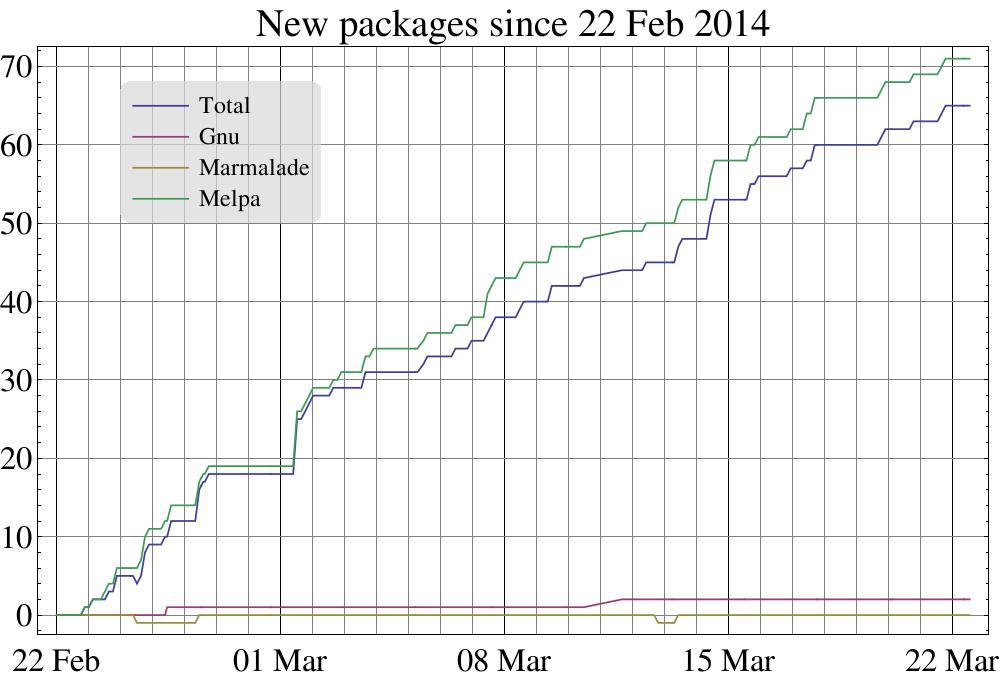 New packages since 22 Feb 2014
70
Total
Gnu
60
Marmalade
Melpa
50
40
30
20
10
0
22 Feb 01 Mar 08 Mar 15 Mar 22 Mar